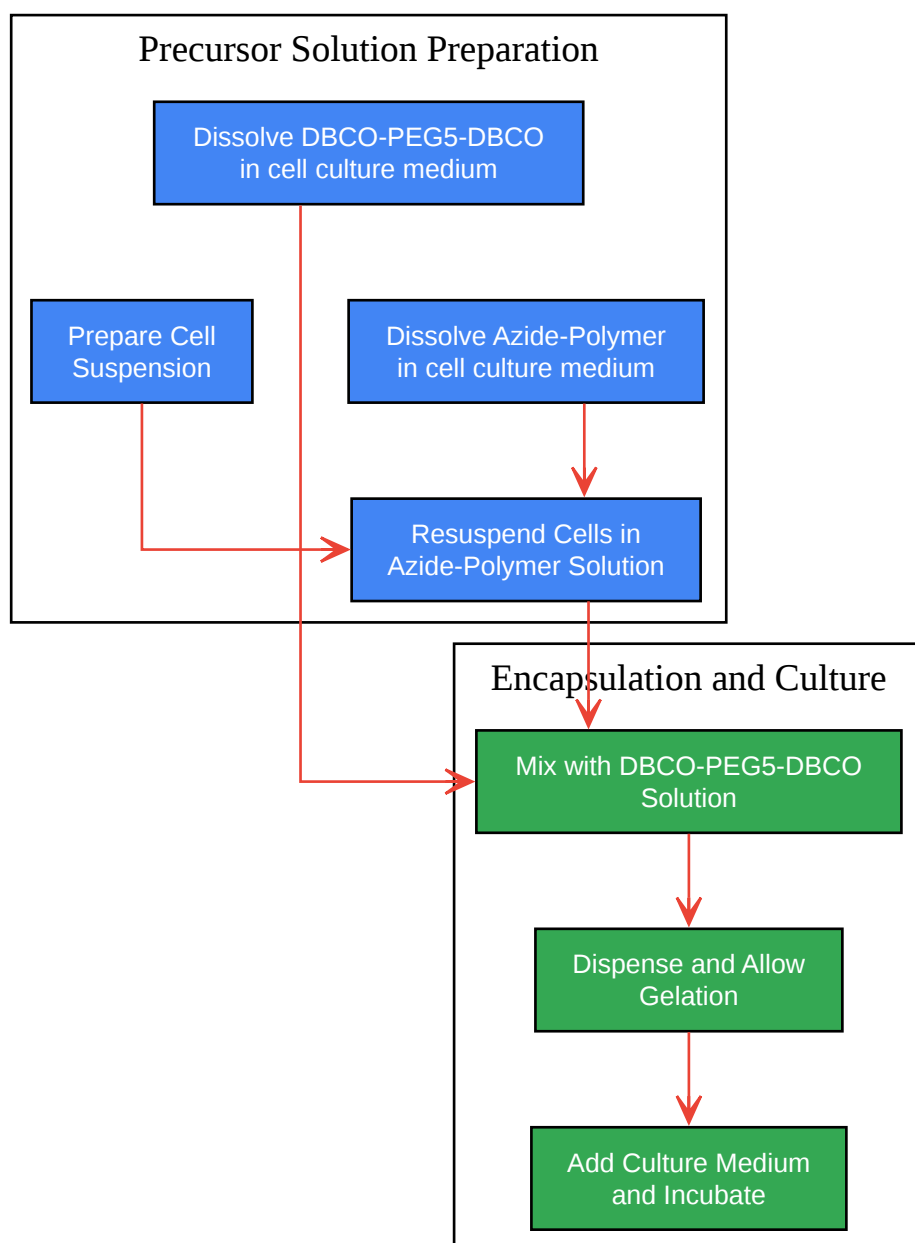 Precursor Solution Preparation
Dissolve DBCO-PEG5-DBCO
in cell culture medium
Prepare Cell
Suspension
Dissolve Azide-Polymer
in cell culture medium
Resuspend Cells in
Azide-Polymer Solution
Encapsulation and Culture
Mix with DBCO-PEG5-DBCO
Solution
Dispense and Allow
Gelation
Add Culture Medium
and Incubate